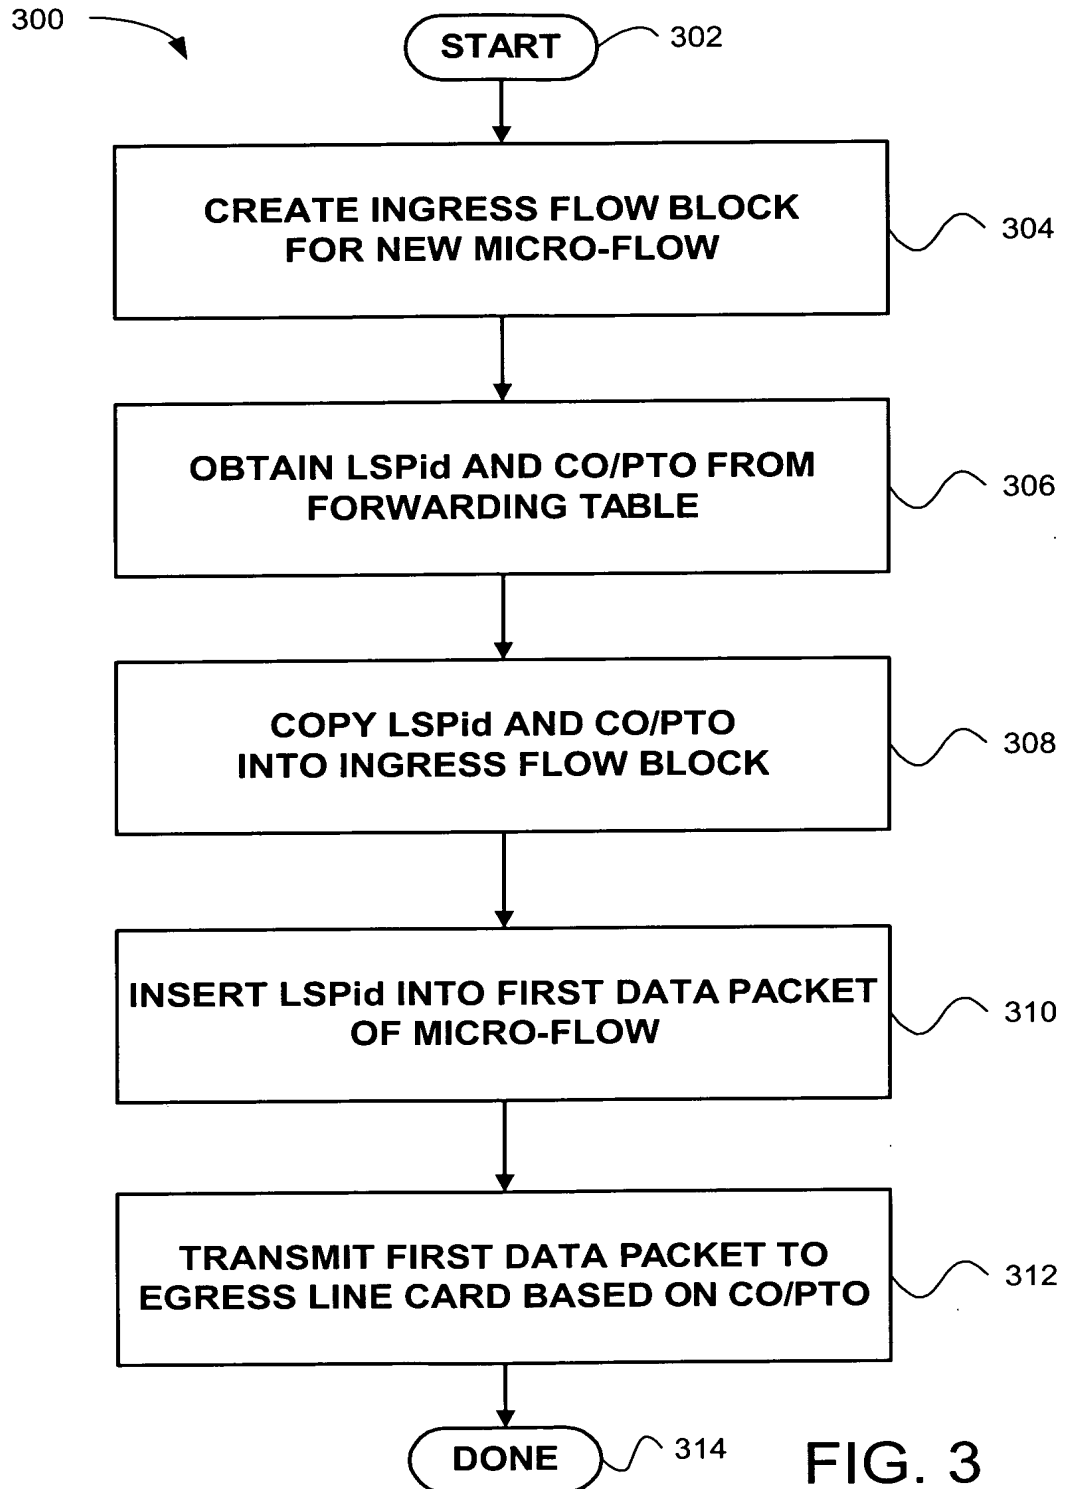 300
START
302
CREATE INGRESS FLOW BLOCK
FOR NEW MICRO-FLOW
304
OBTAIN LSPid AND CO/PTO FROM
FORWARDING TABLE
306
COPY LSPid AND CO/PTO
INTO INGRESS FLOW BLOCK
308
INSERT LSPid INTO FIRST DATA PACKET
OF MICRO-FLOW
310
TRANSMIT FIRST DATA PACKET TO
EGRESS LINE CARD BASED ON CO/PTO
312
DONE
314
FIG. 3